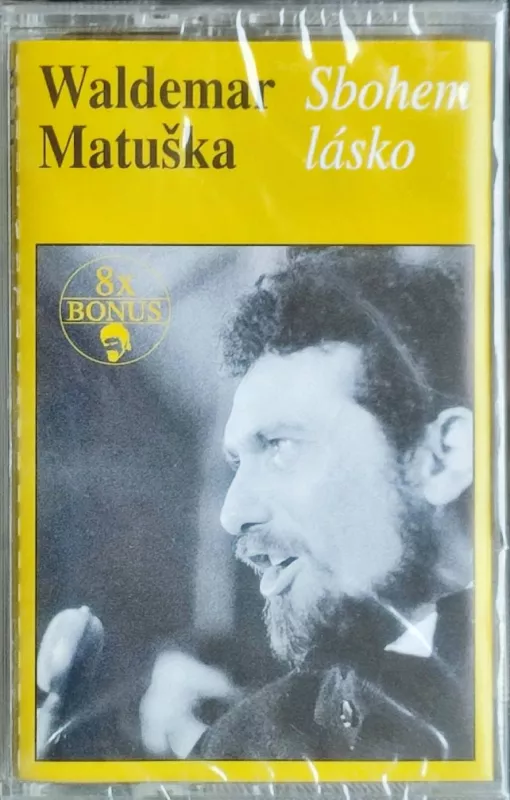 Waldemar
Matuška
Sbohem
lásko
8x
BONUS